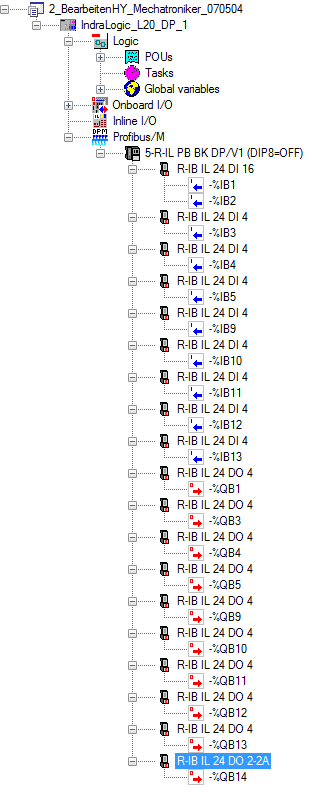 2_BearbeitenHY_Mechatroniker_070504
IndraLogic_L20_DP_1
Logic
POUs
Tasks
Global variables
Onboard I/O
Inline I/O
DPM
Profibus/M
5-R-IL PB BK DP/V1 (DIP8=OFF)
R-IB IL 24 DI 16
-%IB1
-%IB2
R-IB IL 24 DI 4
-%IB3
R-IB IL 24 DI 4
-%IB4
R-IB IL 24 DI 4
-%IB5
R-IB IL 24 DI 4
-%IB9
R-IB IL 24 DI 4
-%IB10
R-IB IL 24 DI 4
-%IB11
R-IB IL 24 DI 4
-%IB12
R-IB IL 24 DI 4
-%IB13
R-IB IL 24 DO 4
-%QB1
R-IB IL 24 DO 4
-%QB3
R-IB IL 24 DO 4
-%QB4
R-IB IL 24 DO 4
-%QB5
R-IB IL 24 DO 4
-%QB9
R-IB IL 24 DO 4
-%QB10
R-IB IL 24 DO 4
-%QB11
R-IB IL 24 DO 4
-%QB12
R-IB IL 24 DO 4
-%QB13
R-IB IL 24 DO 2-2A
-%QB14